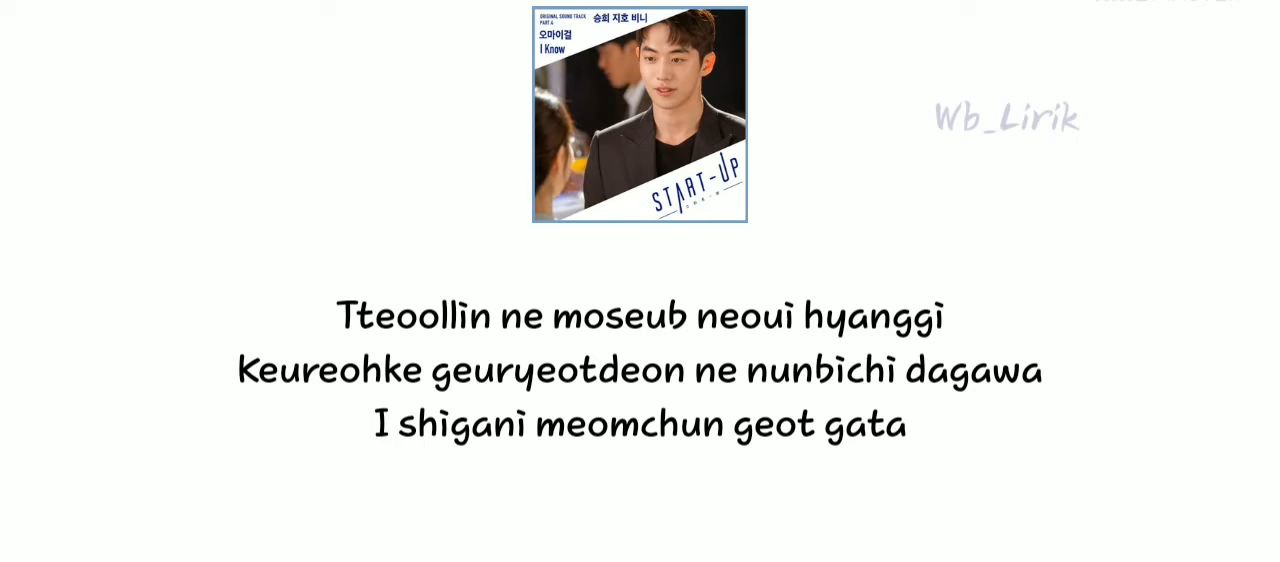 ORIGINAL SOUND TRACK
PART 4
승희 지호 비니
오마이걸
I Know
START-UP
Wb_Lirik
Tteoollin ne moseub neoui hyanggi
Keureohke geuryeotdeon ne nunbichi dagawa
I shigani meomchun geot gata